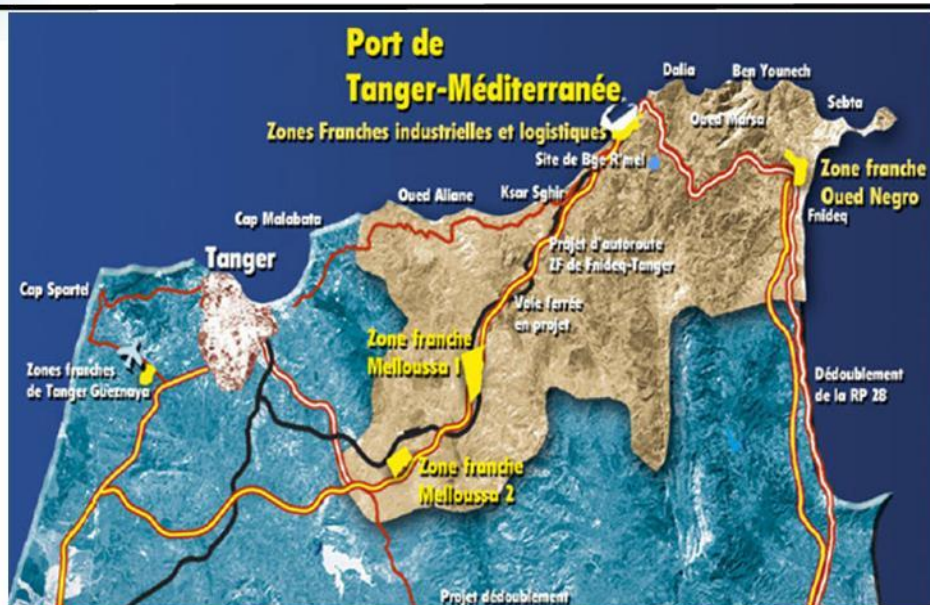 Port de
Tanger-Méditerranée
Zones Franches industrielles et logistiques
Dalia
Ben Younech
Sebta
Oued Marsa
Site de Bge R'mel
Zone franche
Oued Negro
Fnideq
Oued Aliane
Ksar Sghir
Cap Malabata
Tanger
Projet d'autoroute
ZF de Fnideq-Tanger
Cap Spartel
Voie ferrée
en projet
Zone franche
Melloussa 1
Zones franches
de Tanger Güeznaya
Dédoublement
de la RP 28
Zone franche
Melloussa 2
Projet dédoublement